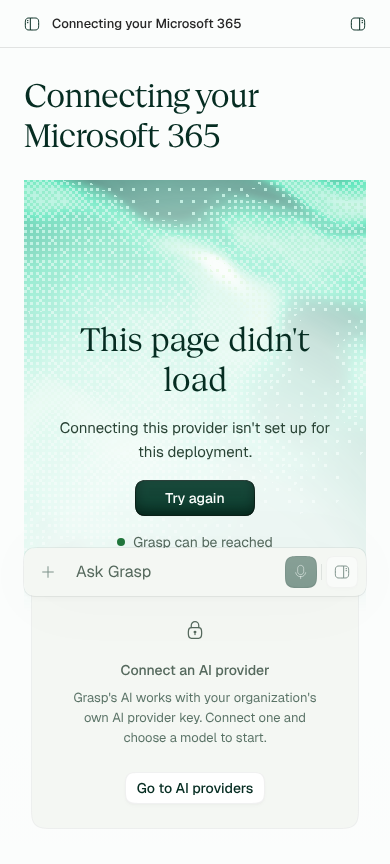 Connecting your Microsoft 365
Connecting your
Microsoft 365
This page didn't
load
Connecting this provider isn't set up for
this deployment.
Try again
Grasp can be reached
Ask Grasp
Connect an AI provider
Grasp's AI works with your organization's
own AI provider key. Connect one and
choose a model to start.
Go to AI providers